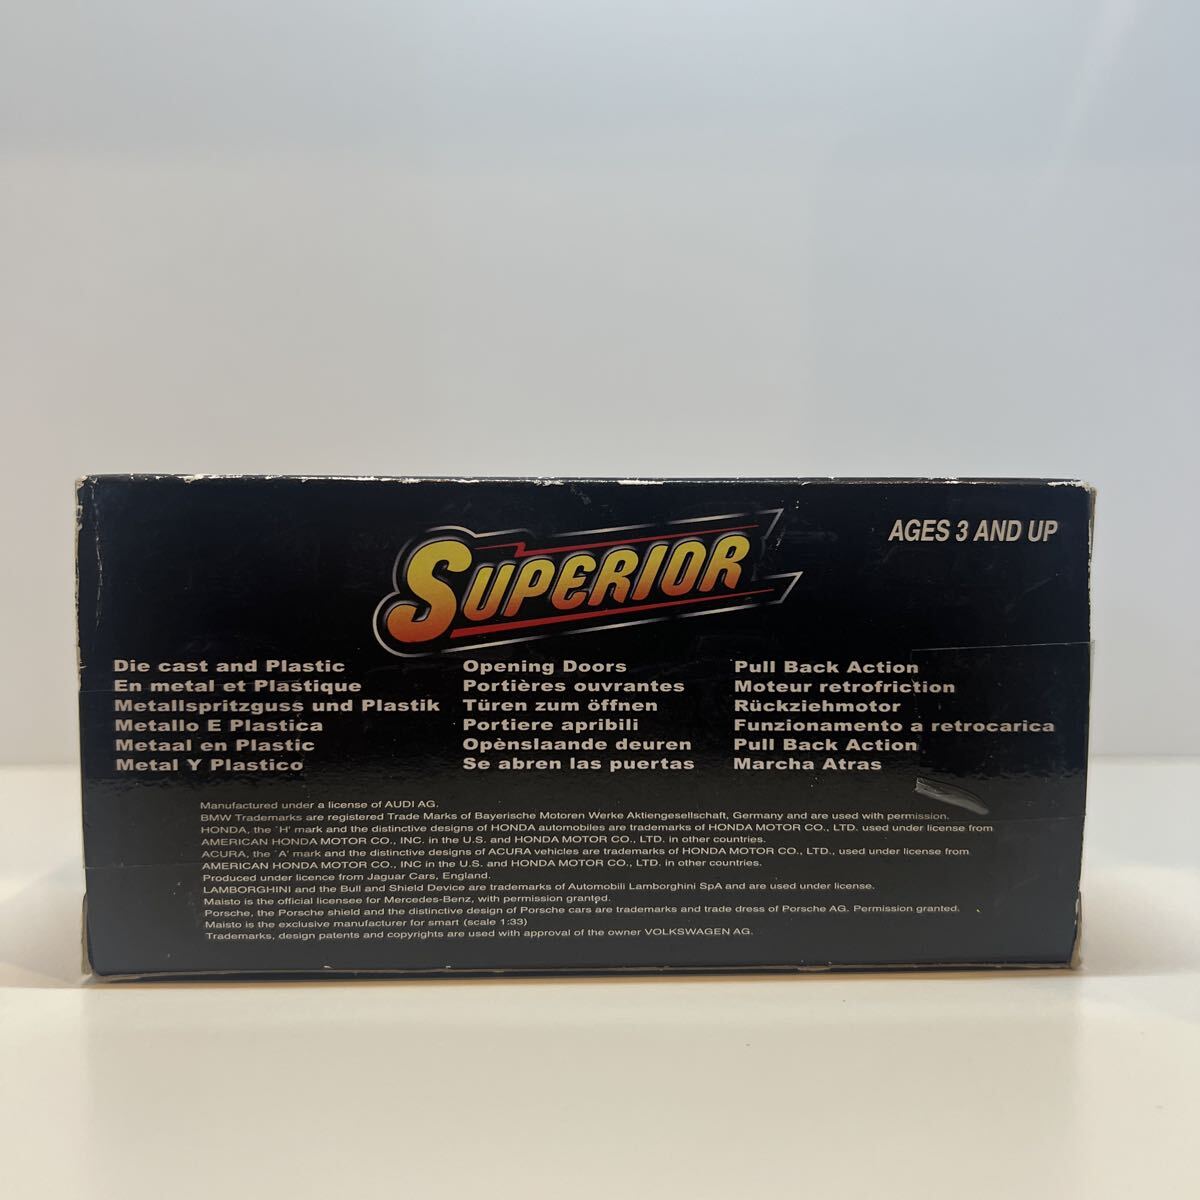 SUPERIOR
AGES 3 AND UP
Die cast and Plastic
En metal et Plastique
Metallspritzguss und Plastik
Metallo E Plastica
Metaal en Plastic
Metal Y Plastico
Opening Doors
Portières ouvrantes
Türen zum öffnen
Portiere apribili
Opènslaande deuren
Se abren las puertas
Pull Back Action
Moteur retrofriction
Rückziehmotor
Funzionamento a retrocarica
Pull Back Action
Marcha Atras
Manufactured under a license of AUDI AG.
BMW Trademarks are registered Trade Marks of Bayerische Motoren Werke Aktiengesellschaft, Germany and are used with permission.
HONDA, the `H' mark and the distinctive designs of HONDA automobiles are trademarks of HONDA MOTOR CO., LTD. used under license from
AMERICAN HONDA MOTOR CO., INC. in the U.S. and HONDA MOTOR CO., LTD. in other countries.
ACURA, the `A' mark and the distinctive designs of ACURA vehicles are trademarks of HONDA MOTOR CO., LTD., used under license from
AMERICAN HONDA MOTOR CO., INC in the U.S. and HONDA MOTOR CO., LTD. in other countries.
Produced under licence from Jaguar Cars, England.
LAMBORGHINI and the Bull and Shield Device are trademarks of Automobili Lamborghini SpA and are used under license.
Maisto is the official licensee for Mercedes-Benz, with permission granted.
Porsche, the Porsche shield and the distinctive design of Porsche cars are trademarks and trade dress of Porsche AG. Permission granted.
Maisto is the exclusive manufacturer for smart (scale 1:33)
Trademarks, design patents and copyrights are used with approval of the owner VOLKSWAGEN AG.